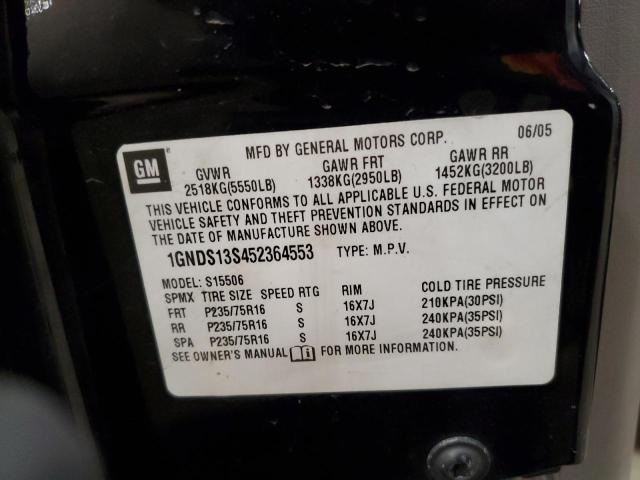 MFD BY GENERAL MOTORS CORP. 06/05
GM
GVWR GAWR FRT GAWR RR
2518KG(5550LB) 1338KG(2950LB) 1452KG(3200LB)
THIS VEHICLE CONFORMS TO ALL APPLICABLE U.S. FEDERAL MOTOR
VEHICLE SAFETY AND THEFT PREVENTION STANDARDS IN EFFECT ON
THE DATE OF MANUFACTURE SHOWN ABOVE.
1GNDS13S452364553 TYPE: M.P.V.
MODEL: S15506
SPMX TIRE SIZE SPEED RTG RIM COLD TIRE PRESSURE
FRT P235/75R16 S 16X7J 210KPA(30PSI)
RR P235/75R16 S 16X7J 240KPA(35PSI)
SPA P235/75R16 S 16X7J 240KPA(35PSI)
SEE OWNER'S MANUAL FOR MORE INFORMATION.